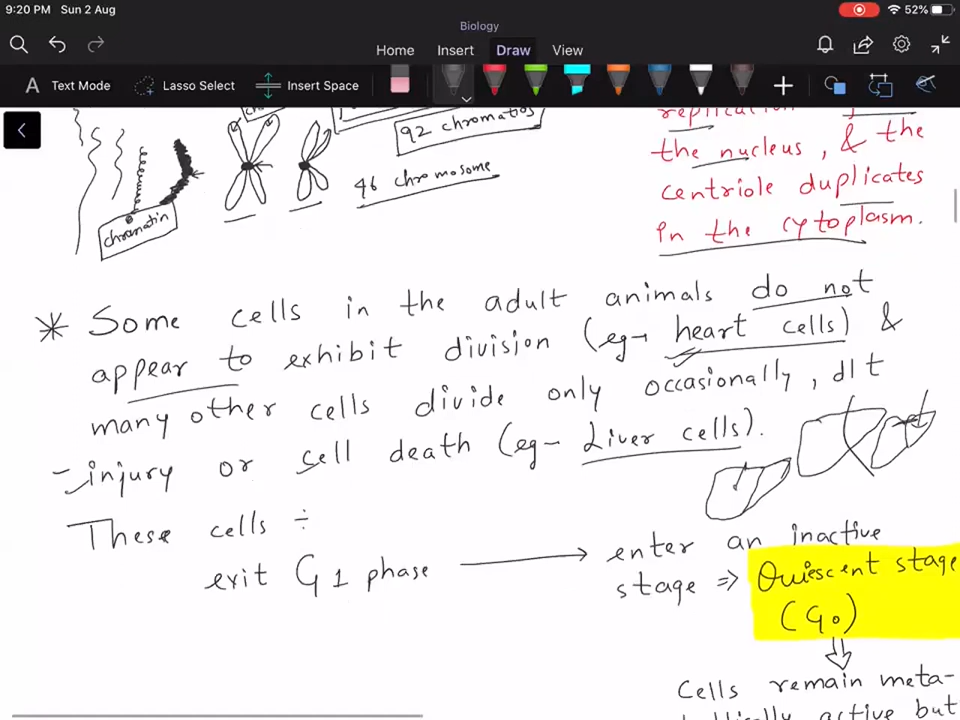 9:20 PM Sun 2 Aug
52%
Biology
Home Insert Draw View
A Text Mode Lasso Select Insert Space
92 chromatids
46 chromosome
chromatin
replication
the nucleus, & the
centriole duplicates
in the cytoplasm.
* Some cells in the adult animals do not
appear to exhibit division (eg→ heart cells) &
many other cells divide only occasionally, d/t
- injury or cell death (eg- Liver cells).
These cells ÷
exit G1 phase → enter an inactive
stage ⇒ Quiescent stage
(G0)
Cells remain meta-
active but